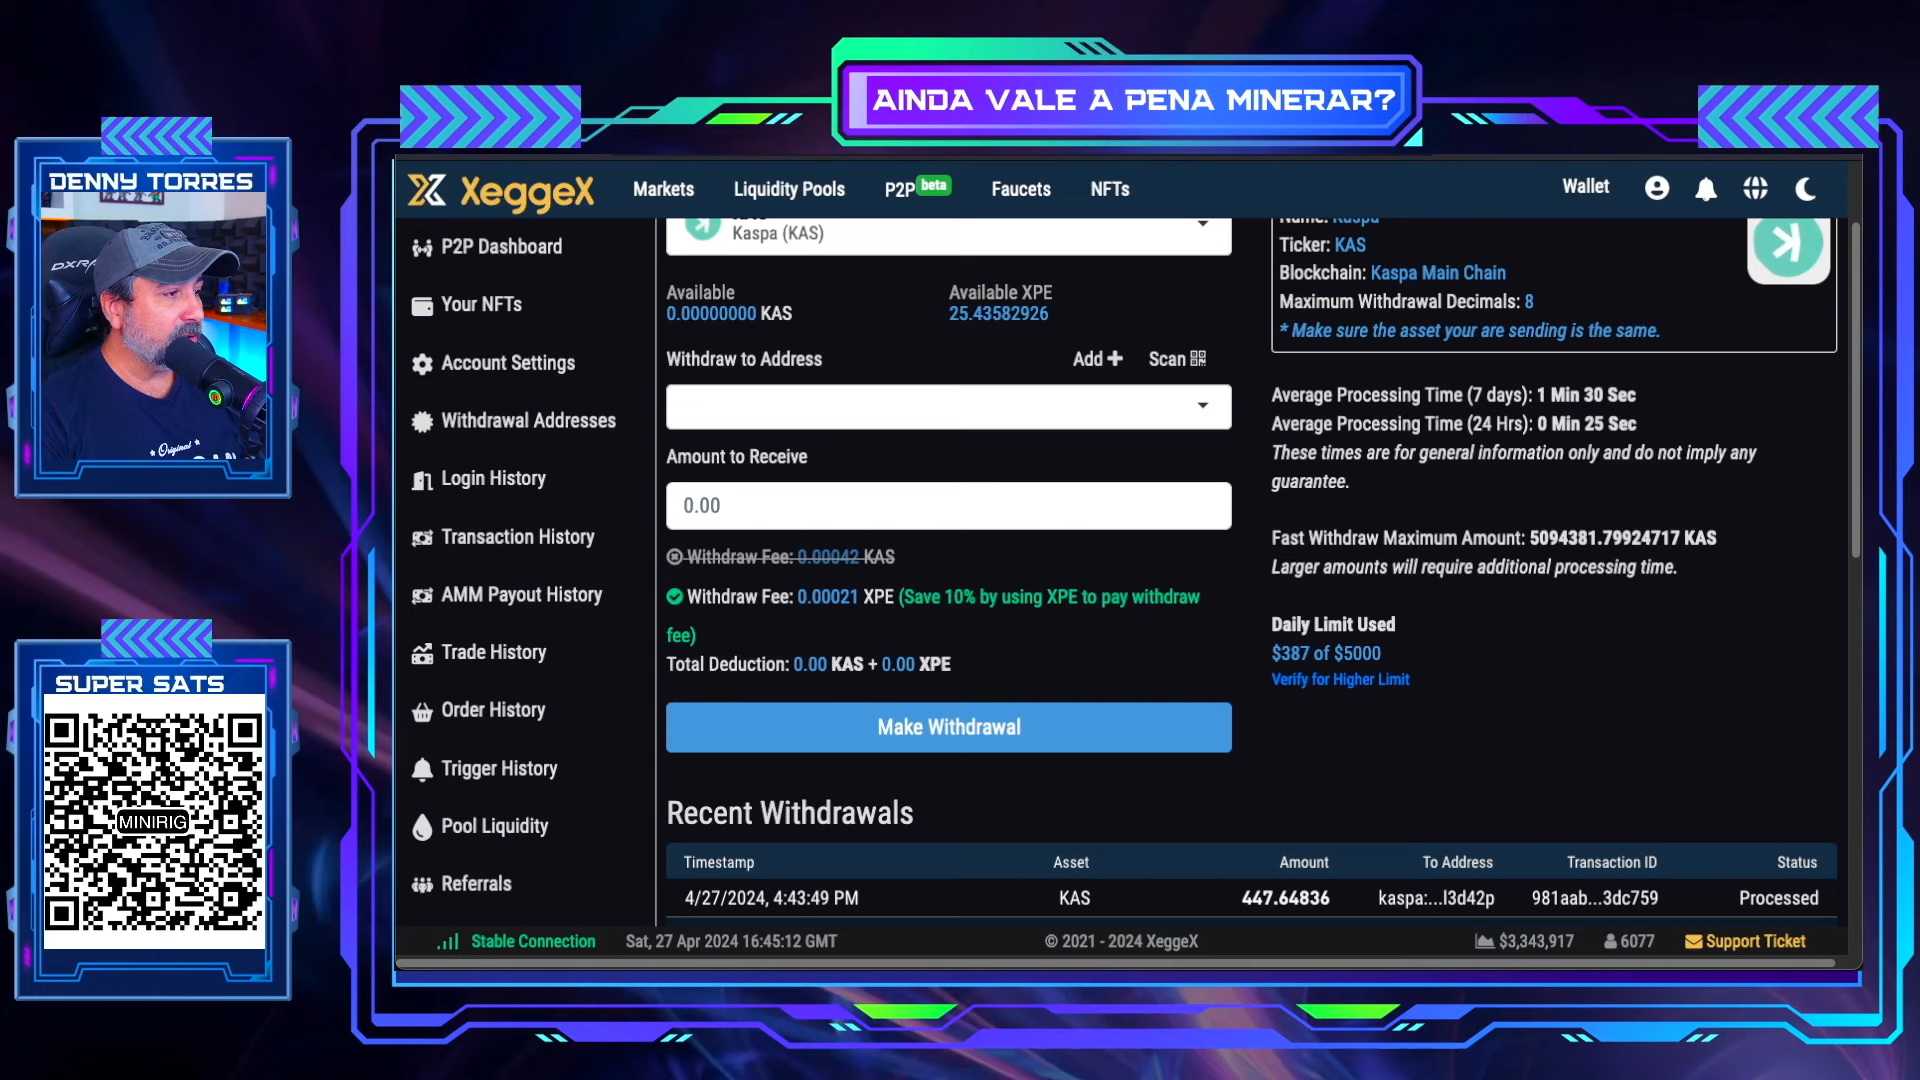 AINDA VALE A PENA MINERAR?
DENNY TORRES
DXRA
Original
SUPER SATS
MINIRIG
XeggeX
Markets
Liquidity Pools
P2P beta
Faucets
NFTs
Wallet
P2P Dashboard
Your NFTs
Account Settings
Withdrawal Addresses
Login History
Transaction History
AMM Payout History
Trade History
Order History
Trigger History
Pool Liquidity
Referrals
Kaspa (KAS)
Available
0.00000000 KAS
Available XPE
25.43582926
Withdraw to Address
Add
Scan
Amount to Receive
0.00
Withdraw Fee: 0.00042 KAS
Withdraw Fee: 0.00021 XPE (Save 10% by using XPE to pay withdraw
fee)
Total Deduction: 0.00 KAS + 0.00 XPE
Make Withdrawal
Name: Kaspa
Ticker: KAS
Blockchain: Kaspa Main Chain
Maximum Withdrawal Decimals: 8
* Make sure the asset your are sending is the same.
Average Processing Time (7 days): 1 Min 30 Sec
Average Processing Time (24 Hrs): 0 Min 25 Sec
These times are for general information only and do not imply any
guarantee.
Fast Withdraw Maximum Amount: 5094381.79924717 KAS
Larger amounts will require additional processing time.
Daily Limit Used
$387 of $5000
Verify for Higher Limit
Recent Withdrawals
Timestamp Asset Amount To Address Transaction ID Status
4/27/2024, 4:43:49 PM KAS 447.64836 kaspa:...l3d42p 981aab...3dc759 Processed
Stable Connection
Sat, 27 Apr 2024 16:45:12 GMT
© 2021 - 2024 XeggeX
$3,343,917
6077
Support Ticket